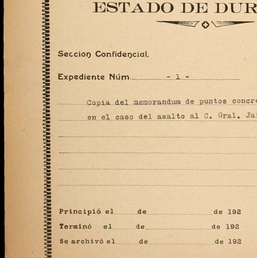 ESTADO DE DUR
Seccion Confidencial.
Expediente Núm. - 1 -
Copia del memorandum de puntos concre
en el caso del asalto al C. Gral. Ja
Principió el de de 192
Terminó el de de 192
Se archivó el de de 192